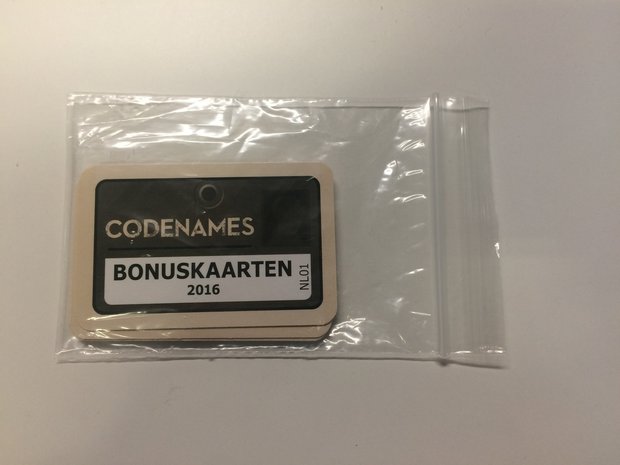 CODENAMES
BONUSKAARTEN
2016
NL01